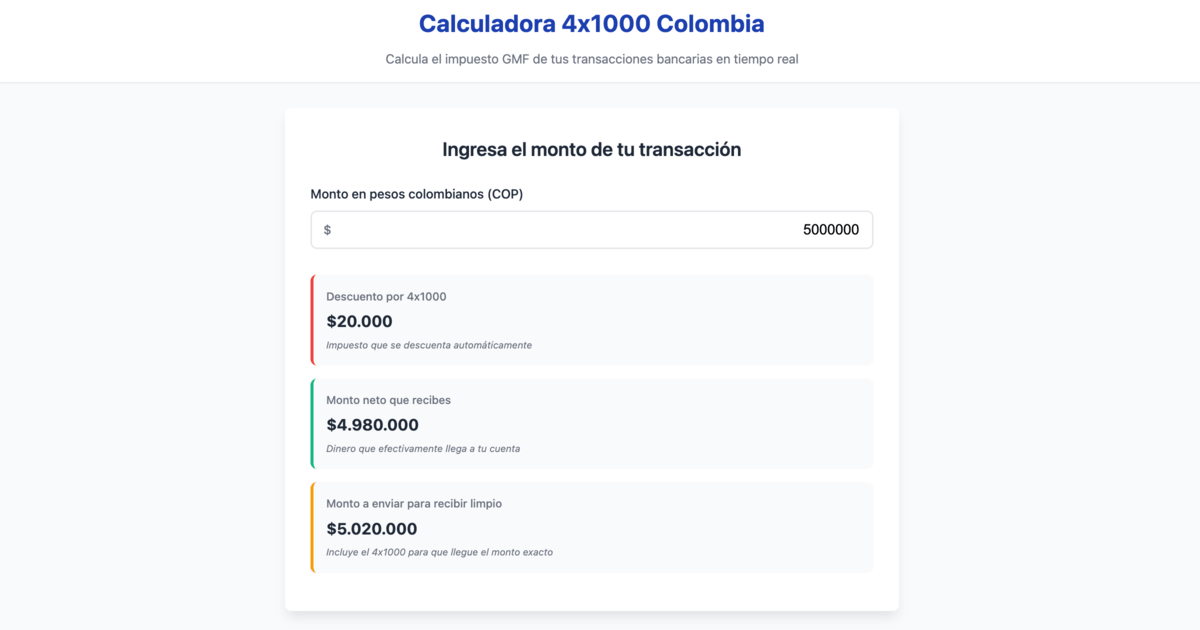 Calculadora 4x1000 Colombia
Calcula el impuesto GMF de tus transacciones bancarias en tiempo real
Ingresa el monto de tu transacción
Monto en pesos colombianos (COP)
$ 5000000
Descuento por 4x1000
$20.000
Impuesto que se descuenta automáticamente
Monto neto que recibes
$4.980.000
Dinero que efectivamente llega a tu cuenta
Monto a enviar para recibir limpio
$5.020.000
Incluye el 4x1000 para que llegue el monto exacto